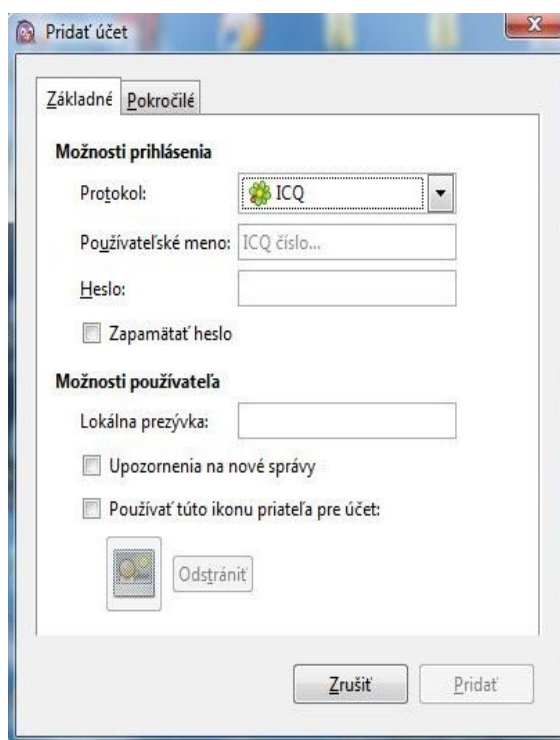 Pridať účet
X
Základné Pokročilé
Možnosti prihlásenia
Protokol: ICQ
Používateľské meno: ICQ číslo...
Heslo:
Zapamätať heslo
Možnosti používateľa
Lokálna prezývka:
Upozornenia na nové správy
Používať túto ikonu priateľa pre účet:
Odstrániť
Zrušiť Pridať